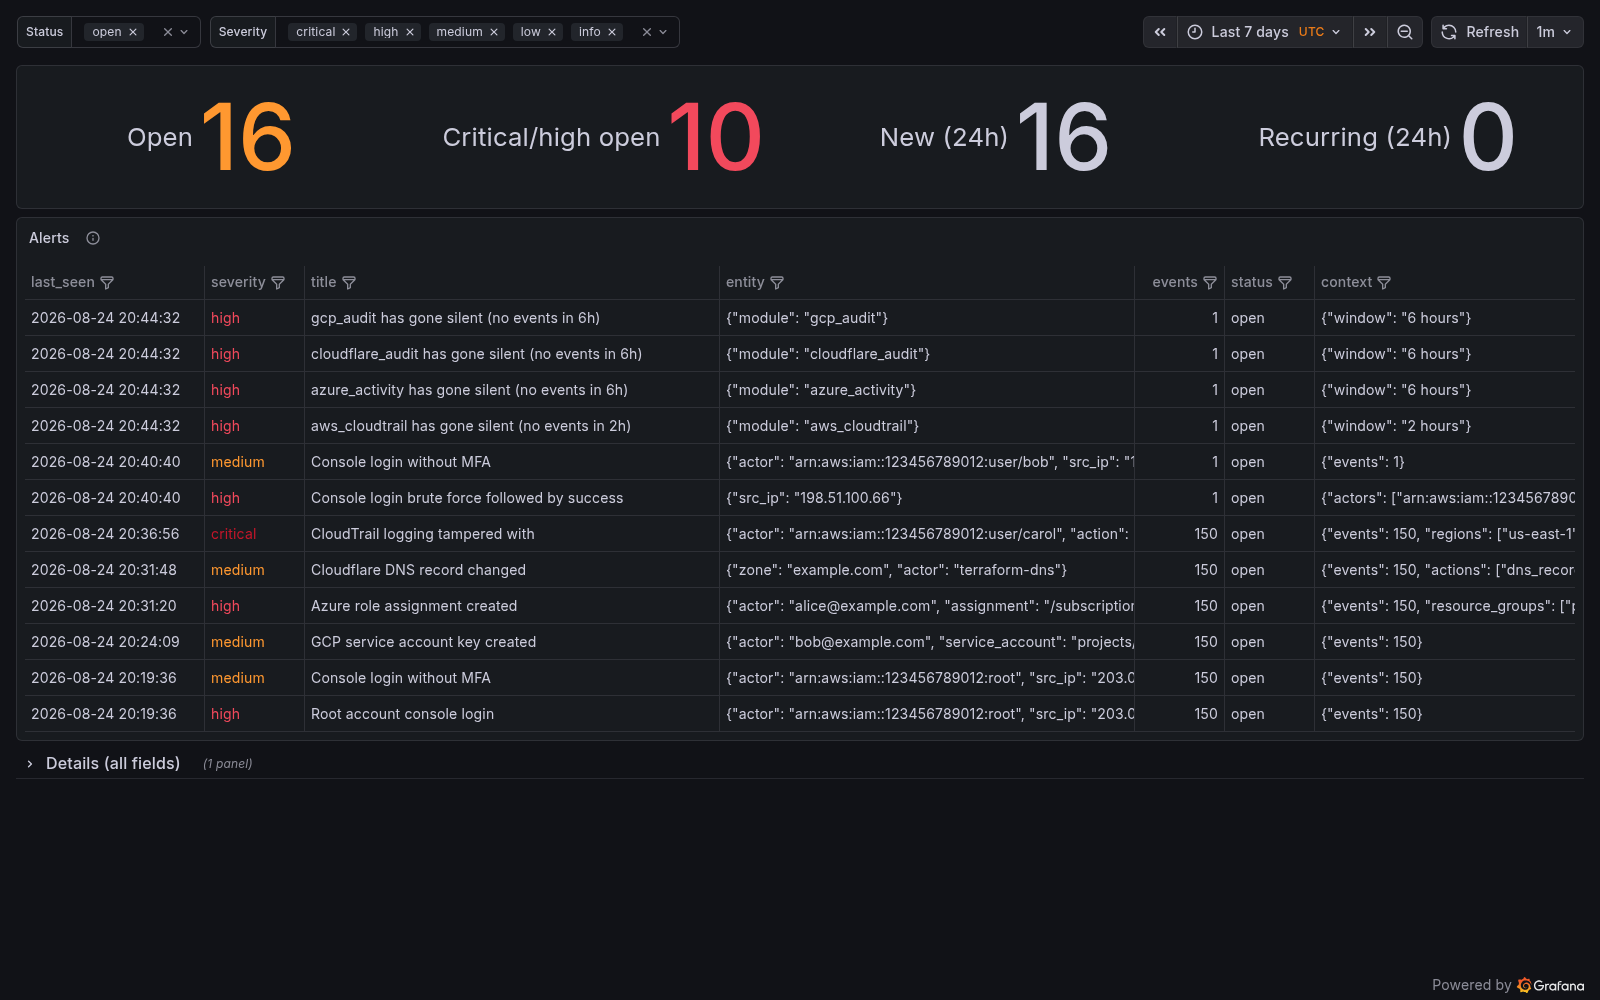 Status open Severity critical high medium low info Last 7 days UTC Refresh 1m
Open 16 Critical/high open 10 New (24h) 16 Recurring (24h) 0
Alerts
last_seen severity title entity events status context
2026-08-24 20:44:32 high gcp_audit has gone silent (no events in 6h) {"module": "gcp_audit"} 1 open {"window": "6 hours"}
2026-08-24 20:44:32 high cloudflare_audit has gone silent (no events in 6h) {"module": "cloudflare_audit"} 1 open {"window": "6 hours"}
2026-08-24 20:44:32 high azure_activity has gone silent (no events in 6h) {"module": "azure_activity"} 1 open {"window": "6 hours"}
2026-08-24 20:44:32 high aws_cloudtrail has gone silent (no events in 2h) {"module": "aws_cloudtrail"} 1 open {"window": "2 hours"}
2026-08-24 20:40:40 medium Console login without MFA {"actor": "arn:aws:iam::123456789012:user/bob", "src_ip": "1 1 open {"events": 1}
2026-08-24 20:40:40 high Console login brute force followed by success {"src_ip": "198.51.100.66"} 1 open {"actors": ["arn:aws:iam::1234567890
2026-08-24 20:36:56 critical CloudTrail logging tampered with {"actor": "arn:aws:iam::123456789012:user/carol", "action": 150 open {"events": 150, "regions": ["us-east-1"
2026-08-24 20:31:48 medium Cloudflare DNS record changed {"zone": "example.com", "actor": "terraform-dns"} 150 open {"events": 150, "actions": ["dns_recor
2026-08-24 20:31:20 high Azure role assignment created {"actor": "alice@example.com", "assignment": "/subscription 150 open {"events": 150, "resource_groups": ["p
2026-08-24 20:24:09 medium GCP service account key created {"actor": "bob@example.com", "service_account": "projects/ 150 open {"events": 150}
2026-08-24 20:19:36 medium Console login without MFA {"actor": "arn:aws:iam::123456789012:root", "src_ip": "203.0 150 open {"events": 150}
2026-08-24 20:19:36 high Root account console login {"actor": "arn:aws:iam::123456789012:root", "src_ip": "203.0 150 open {"events": 150}
Details (all fields) (1 panel)
Powered by Grafana